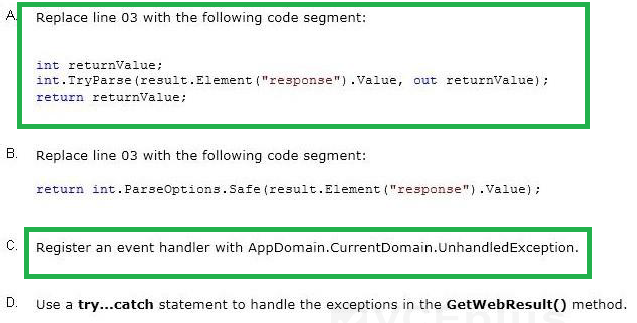 A. Replace line 03 with the following code segment:
int returnValue;
int.TryParse(result.Element("response").Value, out returnValue);
return returnValue;
B. Replace line 03 with the following code segment:
return int.ParseOptions.Safe(result.Element("response").Value);
C. Register an event handler with AppDomain.CurrentDomain.UnhandledException.
D. Use a try...catch statement to handle the exceptions in the GetWebResult() method.